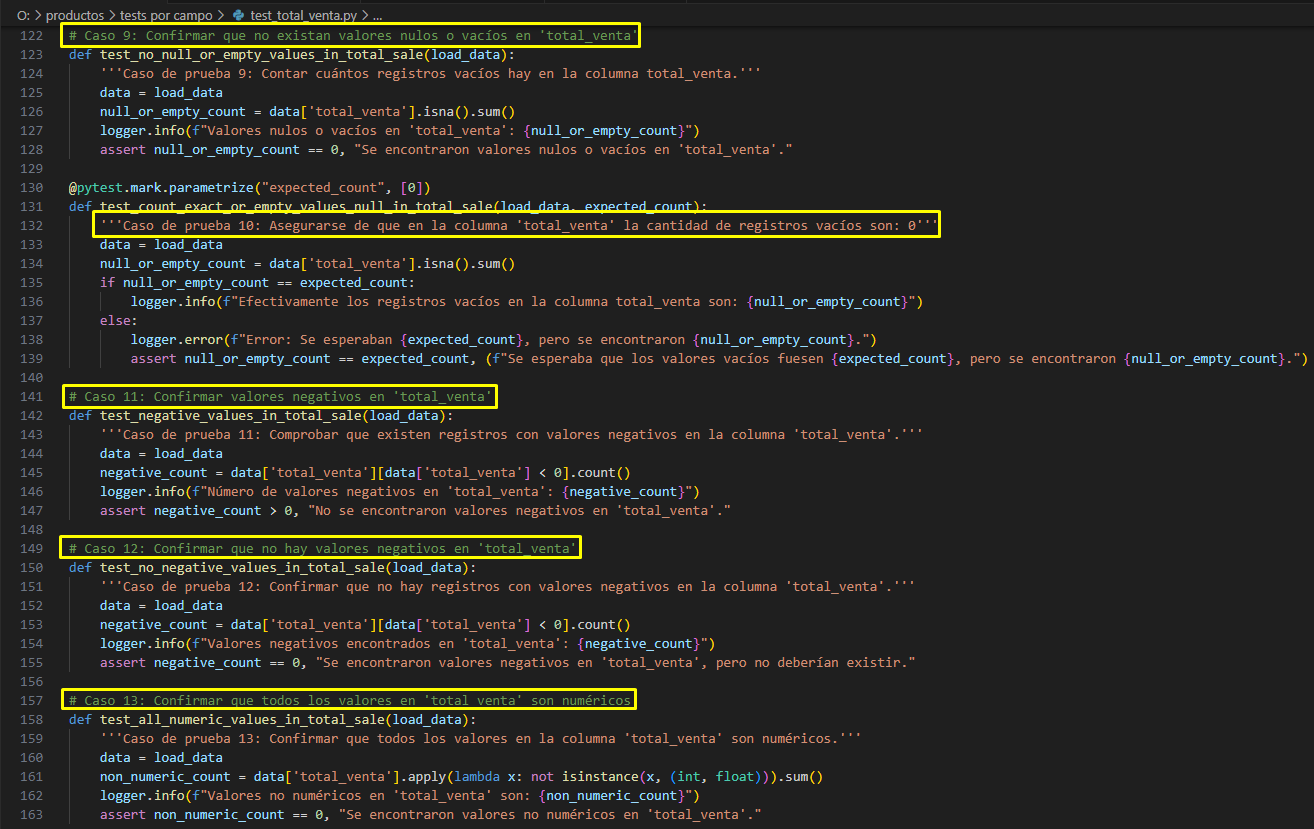 O: > productos > tests por campo > test_total_venta.py > ...
122 # Caso 9: Confirmar que no existan valores nulos o vacíos en 'total_venta'
123 def test_no_null_or_empty_values_in_total_sale(load_data):
124     '''Caso de prueba 9: Contar cuántos registros vacíos hay en la columna total_venta.'''
125     data = load_data
126     null_or_empty_count = data['total_venta'].isna().sum()
127     logger.info(f"Valores nulos o vacíos en 'total_venta': {null_or_empty_count}")
128     assert null_or_empty_count == 0, "Se encontraron valores nulos o vacíos en 'total_venta'."
129
130 @pytest.mark.parametrize("expected_count", [0])
131 def test_count_exact_or_empty_values_null_in_total_sale(load_data, expected_count):
132     '''Caso de prueba 10: Asegurarse de que en la columna 'total_venta' la cantidad de registros vacíos son: 0'''
133     data = load_data
134     null_or_empty_count = data['total_venta'].isna().sum()
135     if null_or_empty_count == expected_count:
136         logger.info(f"Efectivamente los registros vacíos en la columna total_venta son: {null_or_empty_count}")
137     else:
138         logger.error(f"Error: Se esperaban {expected_count}, pero se encontraron {null_or_empty_count}.")
139         assert null_or_empty_count == expected_count, (f"Se esperaba que los valores vacíos fuesen {expected_count}, pero se encontraron {null_or_empty_count}.")
140
141 # Caso 11: Confirmar valores negativos en 'total_venta'
142 def test_negative_values_in_total_sale(load_data):
143     '''Caso de prueba 11: Comprobar que existen registros con valores negativos en la columna 'total_venta'.'''
144     data = load_data
145     negative_count = data['total_venta'][data['total_venta'] < 0].count()
146     logger.info(f"Número de valores negativos en 'total_venta': {negative_count}")
147     assert negative_count > 0, "No se encontraron valores negativos en 'total_venta'."
148
149 # Caso 12: Confirmar que no hay valores negativos en 'total_venta'
150 def test_no_negative_values_in_total_sale(load_data):
151     '''Caso de prueba 12: Confirmar que no hay registros con valores negativos en la columna 'total_venta'.'''
152     data = load_data
153     negative_count = data['total_venta'][data['total_venta'] < 0].count()
154     logger.info(f"Valores negativos encontrados en 'total_venta': {negative_count}")
155     assert negative_count == 0, "Se encontraron valores negativos en 'total_venta', pero no deberían existir."
156
157 # Caso 13: Confirmar que todos los valores en 'total_venta' son numéricos
158 def test_all_numeric_values_in_total_sale(load_data):
159     '''Caso de prueba 13: Confirmar que todos los valores en la columna 'total_venta' son numéricos.'''
160     data = load_data
161     non_numeric_count = data['total_venta'].apply(lambda x: not isinstance(x, (int, float))).sum()
162     logger.info(f"Valores no numéricos en 'total_venta' son: {non_numeric_count}")
163     assert non_numeric_count == 0, "Se encontraron valores no numéricos en 'total_venta'."